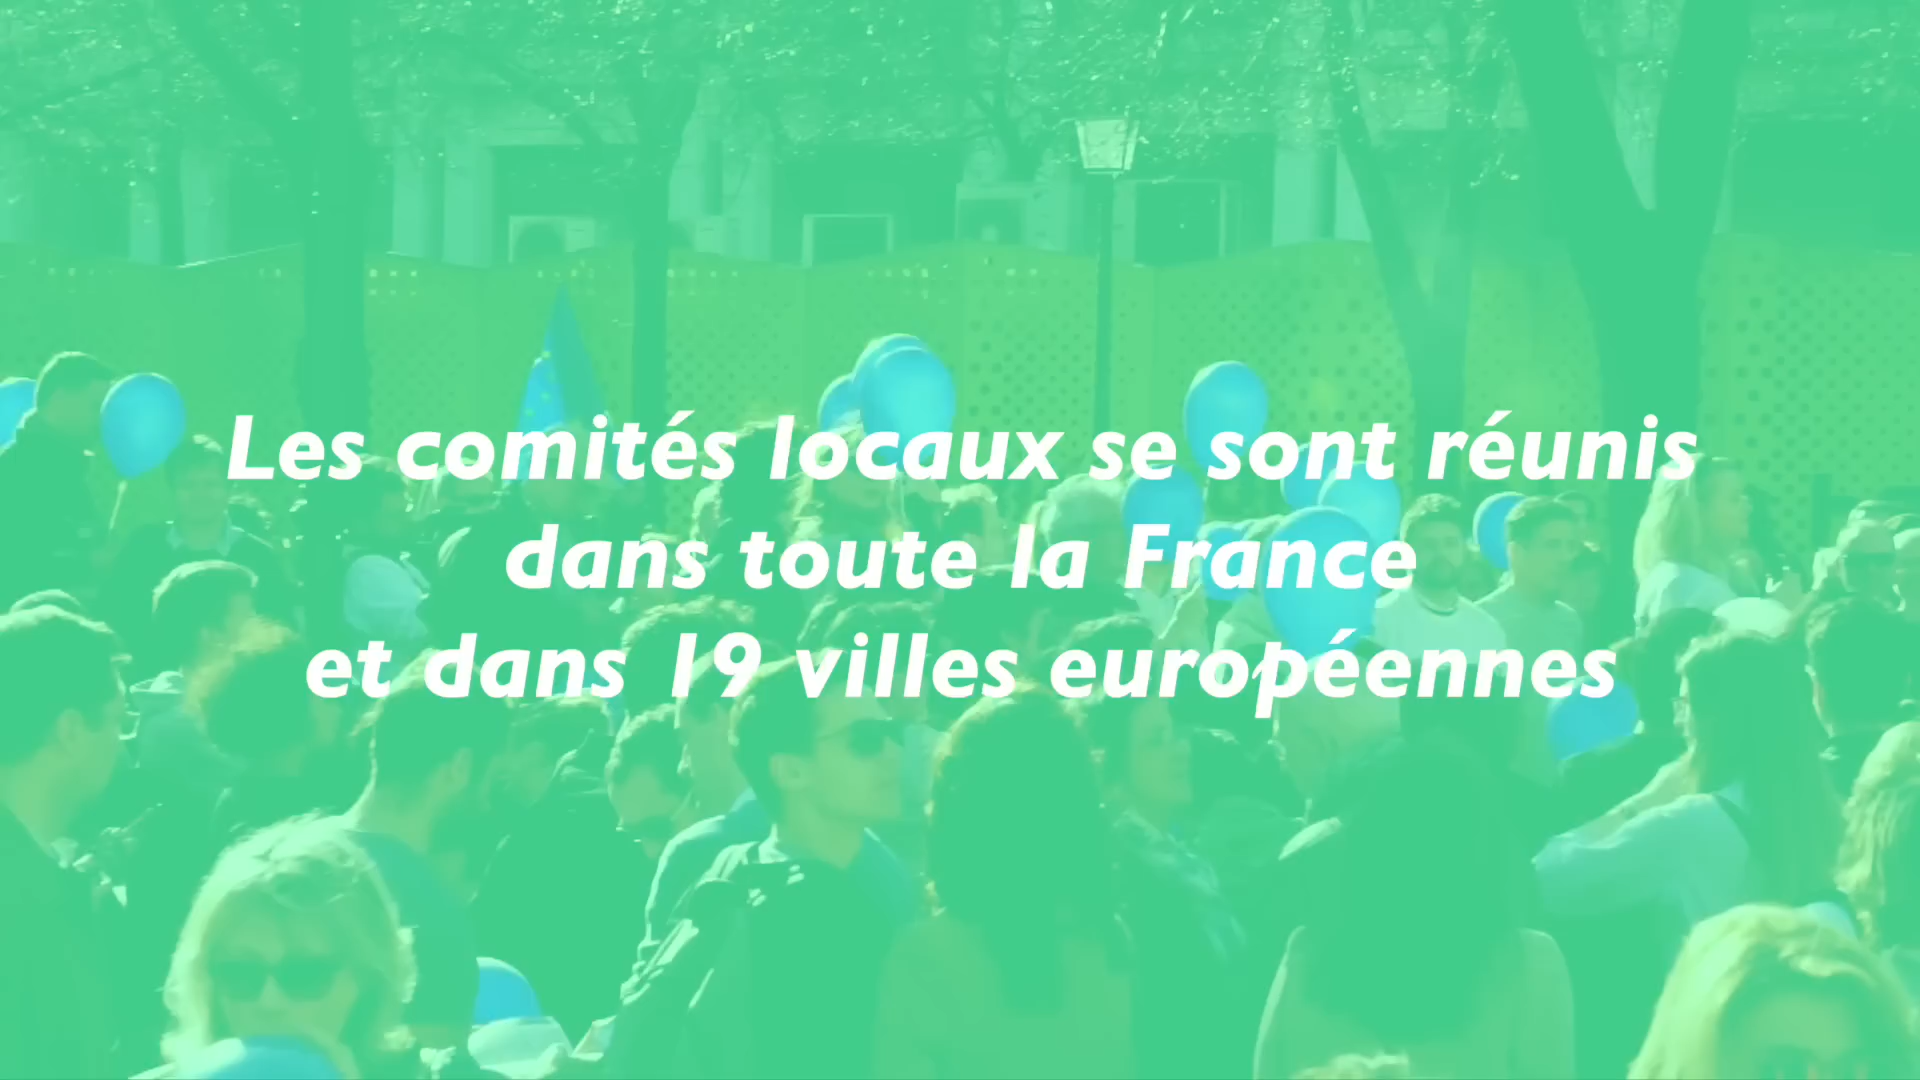 Les comités locaux se sont réunis
dans toute la France
et dans 19 villes européennes